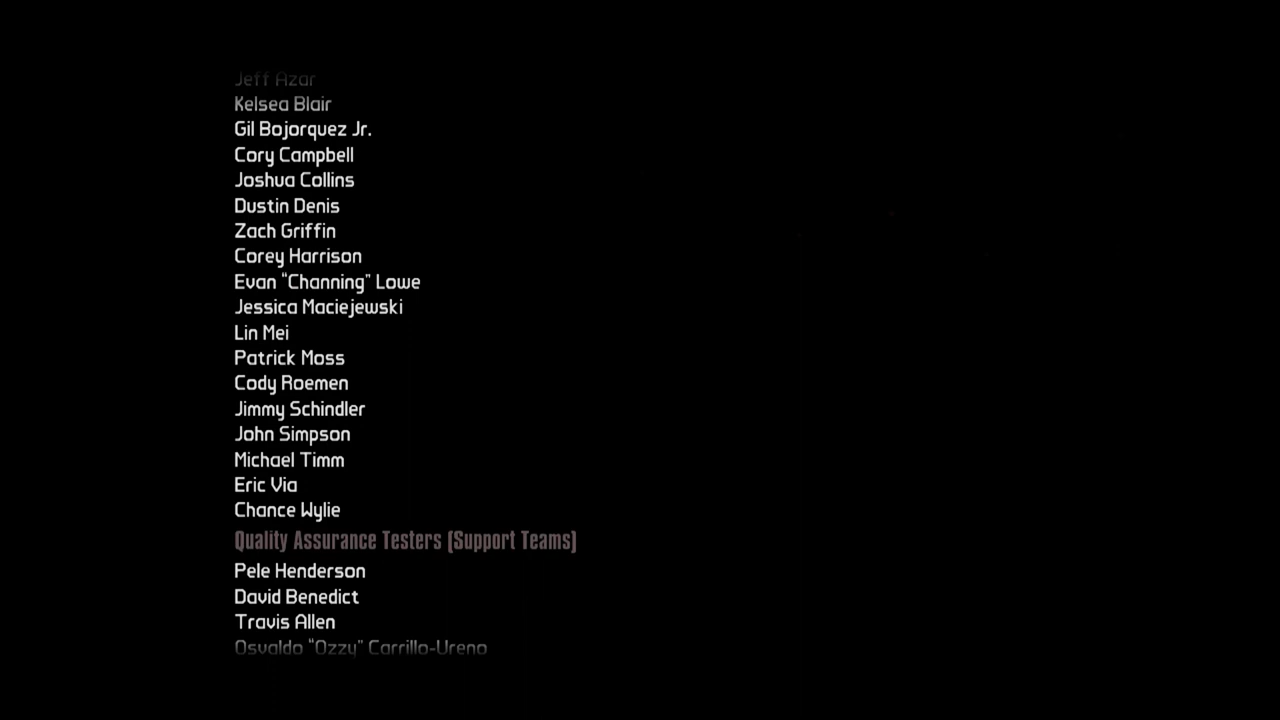 Jeff Azar
Kelsea Blair
Gil Bojorquez Jr.
Cory Campbell
Joshua Collins
Dustin Denis
Zach Griffin
Corey Harrison
Evan “Channing” Lowe
Jessica Maciejewski
Lin Mei
Patrick Moss
Cody Roemen
Jimmy Schindler
John Simpson
Michael Timm
Eric Via
Chance Wylie
Quality Assurance Testers (Support Teams)
Pele Henderson
David Benedict
Travis Allen
Osvaldo “Ozzy” Carrillo-Ureno